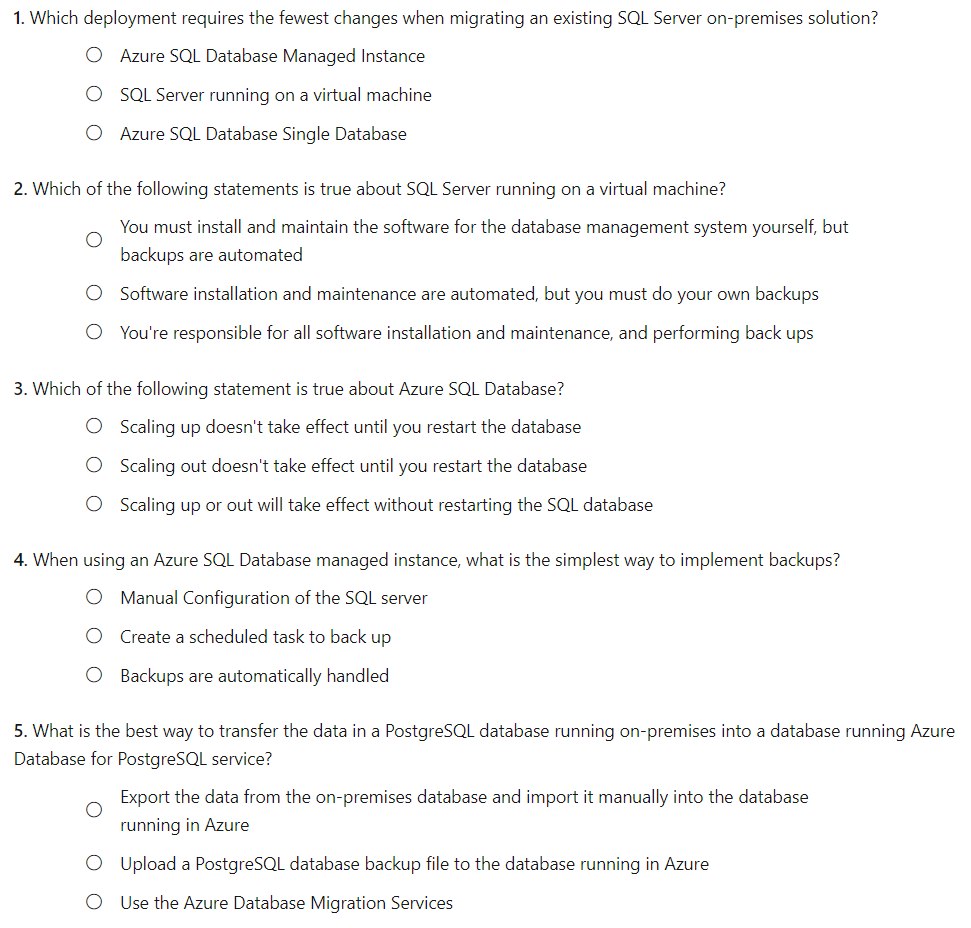 1. Which deployment requires the fewest changes when migrating an existing SQL Server on-premises solution?
Azure SQL Database Managed Instance
SQL Server running on a virtual machine
Azure SQL Database Single Database
2. Which of the following statements is true about SQL Server running on a virtual machine?
You must install and maintain the software for the database management system yourself, but
backups are automated
Software installation and maintenance are automated, but you must do your own backups
You're responsible for all software installation and maintenance, and performing back ups
3. Which of the following statement is true about Azure SQL Database?
Scaling up doesn't take effect until you restart the database
Scaling out doesn't take effect until you restart the database
Scaling up or out will take effect without restarting the SQL database
4. When using an Azure SQL Database managed instance, what is the simplest way to implement backups?
Manual Configuration of the SQL server
Create a scheduled task to back up
Backups are automatically handled
5. What is the best way to transfer the data in a PostgreSQL database running on-premises into a database running Azure
Database for PostgreSQL service?
Export the data from the on-premises database and import it manually into the database
running in Azure
Upload a PostgreSQL database backup file to the database running in Azure
Use the Azure Database Migration Services